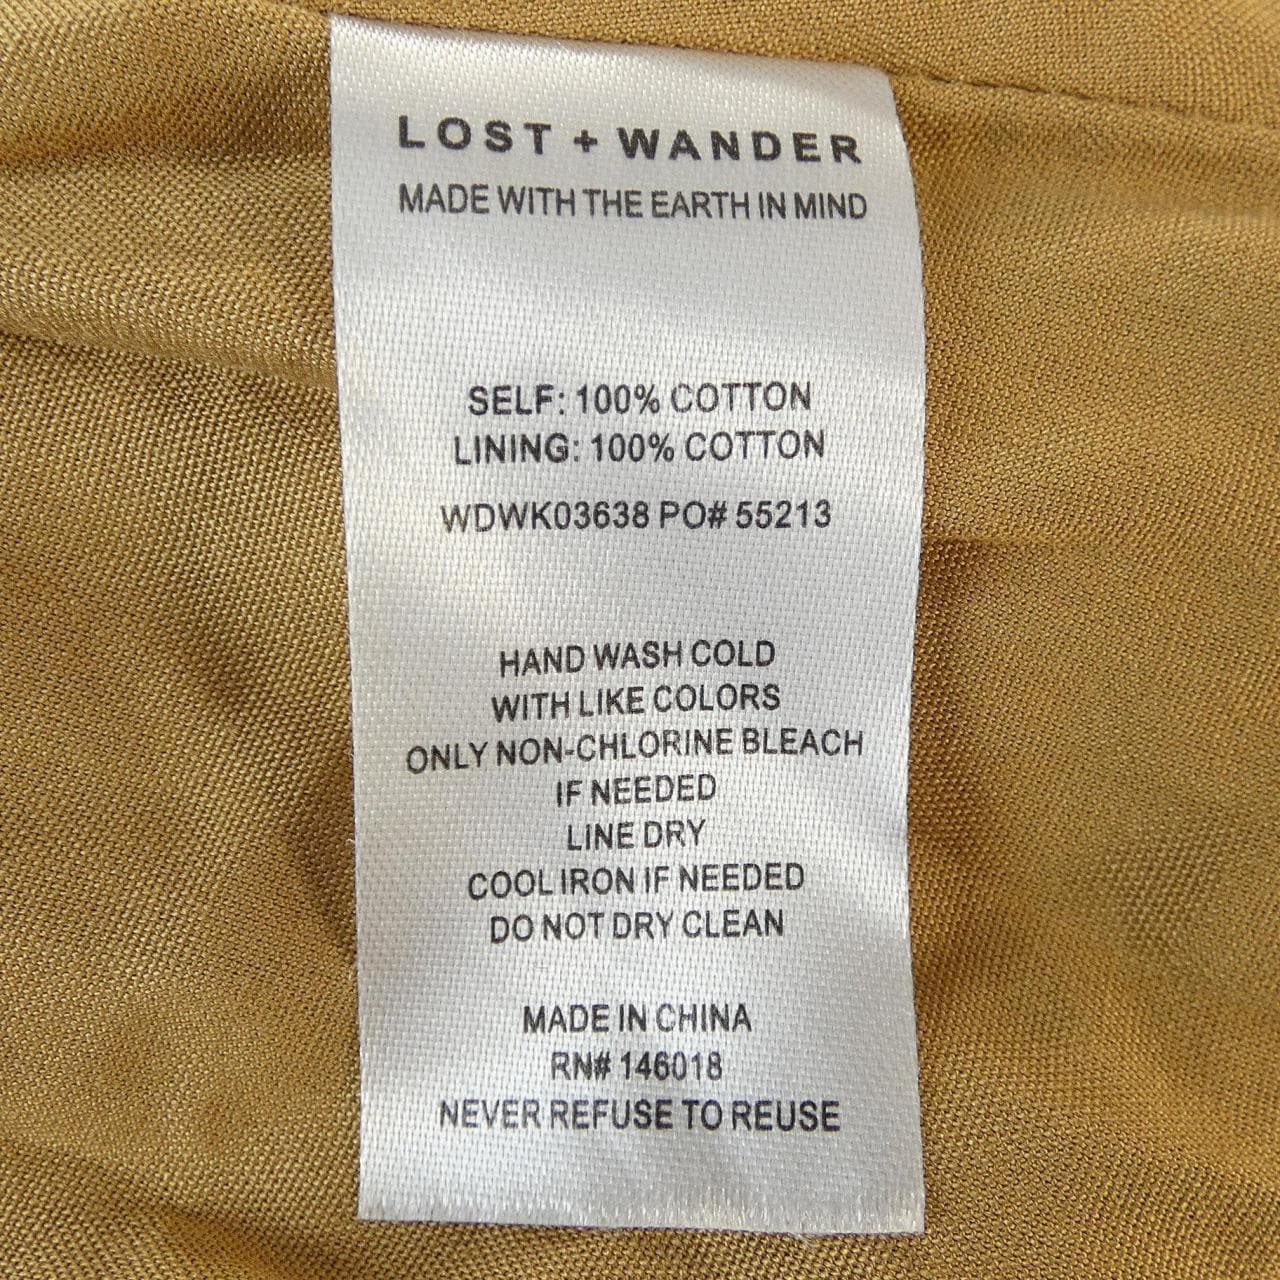 LOST + WANDER
MADE WITH THE EARTH IN MIND
SELF: 100% COTTON
LINING: 100% COTTON
WDWK03638 PO# 55213
HAND WASH COLD
WITH LIKE COLORS
ONLY NON-CHLORINE BLEACH
IF NEEDED
LINE DRY
COOL IRON IF NEEDED
DO NOT DRY CLEAN
MADE IN CHINA
RN# 146018
NEVER REFUSE TO REUSE